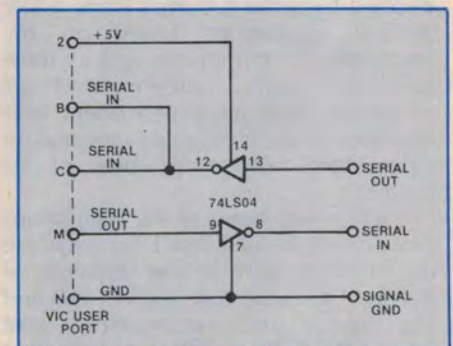 2
+5V
SERIAL
IN
B
14
SERIAL
IN
12
13
C
SERIAL
OUT
74LS04
SERIAL
OUT
M
9
8
SERIAL
IN
7
N
GND
SIGNAL
GND
VIC USER
PORT